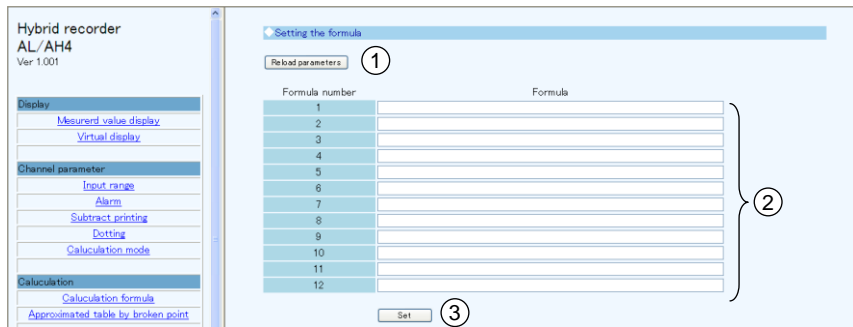 Hybrid recorder
AL/AH4
Ver 1.001
Display
Mesurerd value display
Virtual display
Channel parameter
Input range
Alarm
Subtract printing
Dotting
Caluculation mode
Caluculation
Caluculation formula
Approximated table by broken point
Setting the formula
Reload parameters
1
Formula number Formula
1
2
3
4
5
6
7
8
9
10
11
12
2
Set
3